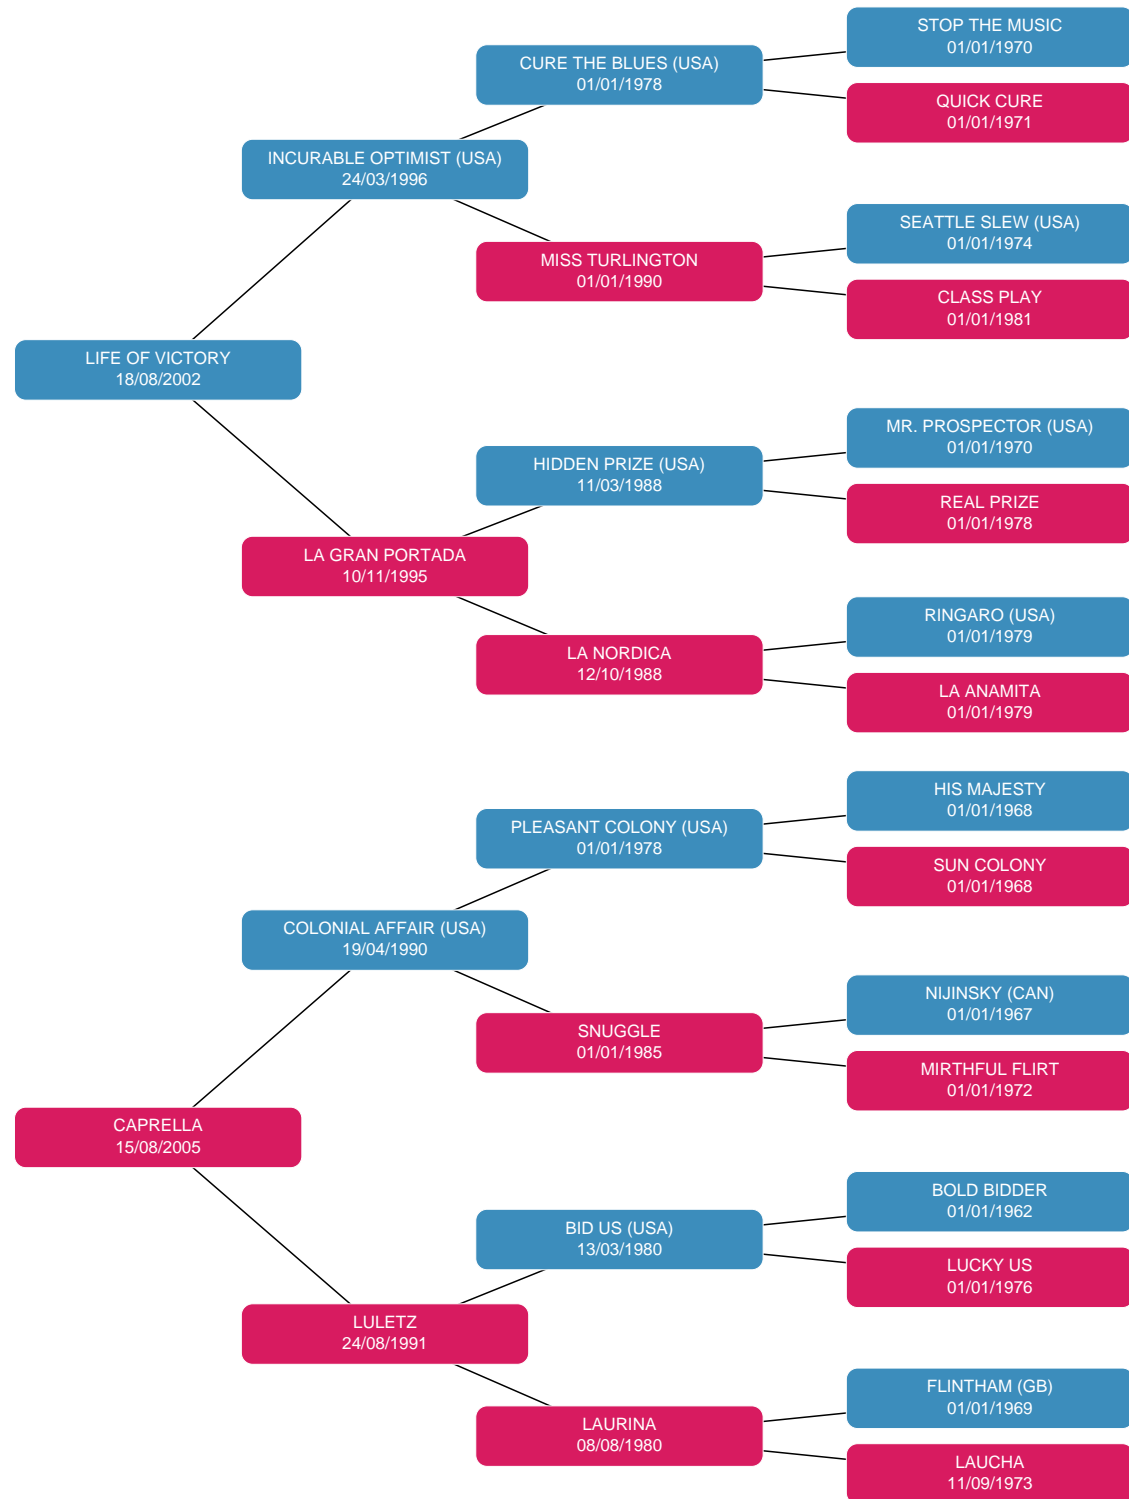 STOP THE MUSIC
01/01/1970
CURE THE BLUES (USA)
01/01/1978
QUICK CURE
01/01/1971
INCURABLE OPTIMIST (USA)
24/03/1996
SEATTLE SLEW (USA)
01/01/1974
MISS TURLINGTON
01/01/1990
CLASS PLAY
01/01/1981
LIFE OF VICTORY
18/08/2002
MR. PROSPECTOR (USA)
01/01/1970
HIDDEN PRIZE (USA)
11/03/1988
REAL PRIZE
01/01/1978
LA GRAN PORTADA
10/11/1995
RINGARO (USA)
01/01/1979
LA NORDICA
12/10/1988
LA ANAMITA
01/01/1979
HIS MAJESTY
01/01/1968
PLEASANT COLONY (USA)
01/01/1978
SUN COLONY
01/01/1968
COLONIAL AFFAIR (USA)
19/04/1990
NIJINSKY (CAN)
01/01/1967
SNUGGLE
01/01/1985
MIRTHFUL FLIRT
01/01/1972
CAPRELLA
15/08/2005
BOLD BIDDER
01/01/1962
BID US (USA)
13/03/1980
LUCKY US
01/01/1976
LULETZ
24/08/1991
FLINTHAM (GB)
01/01/1969
LAURINA
08/08/1980
LAUCHA
11/09/1973